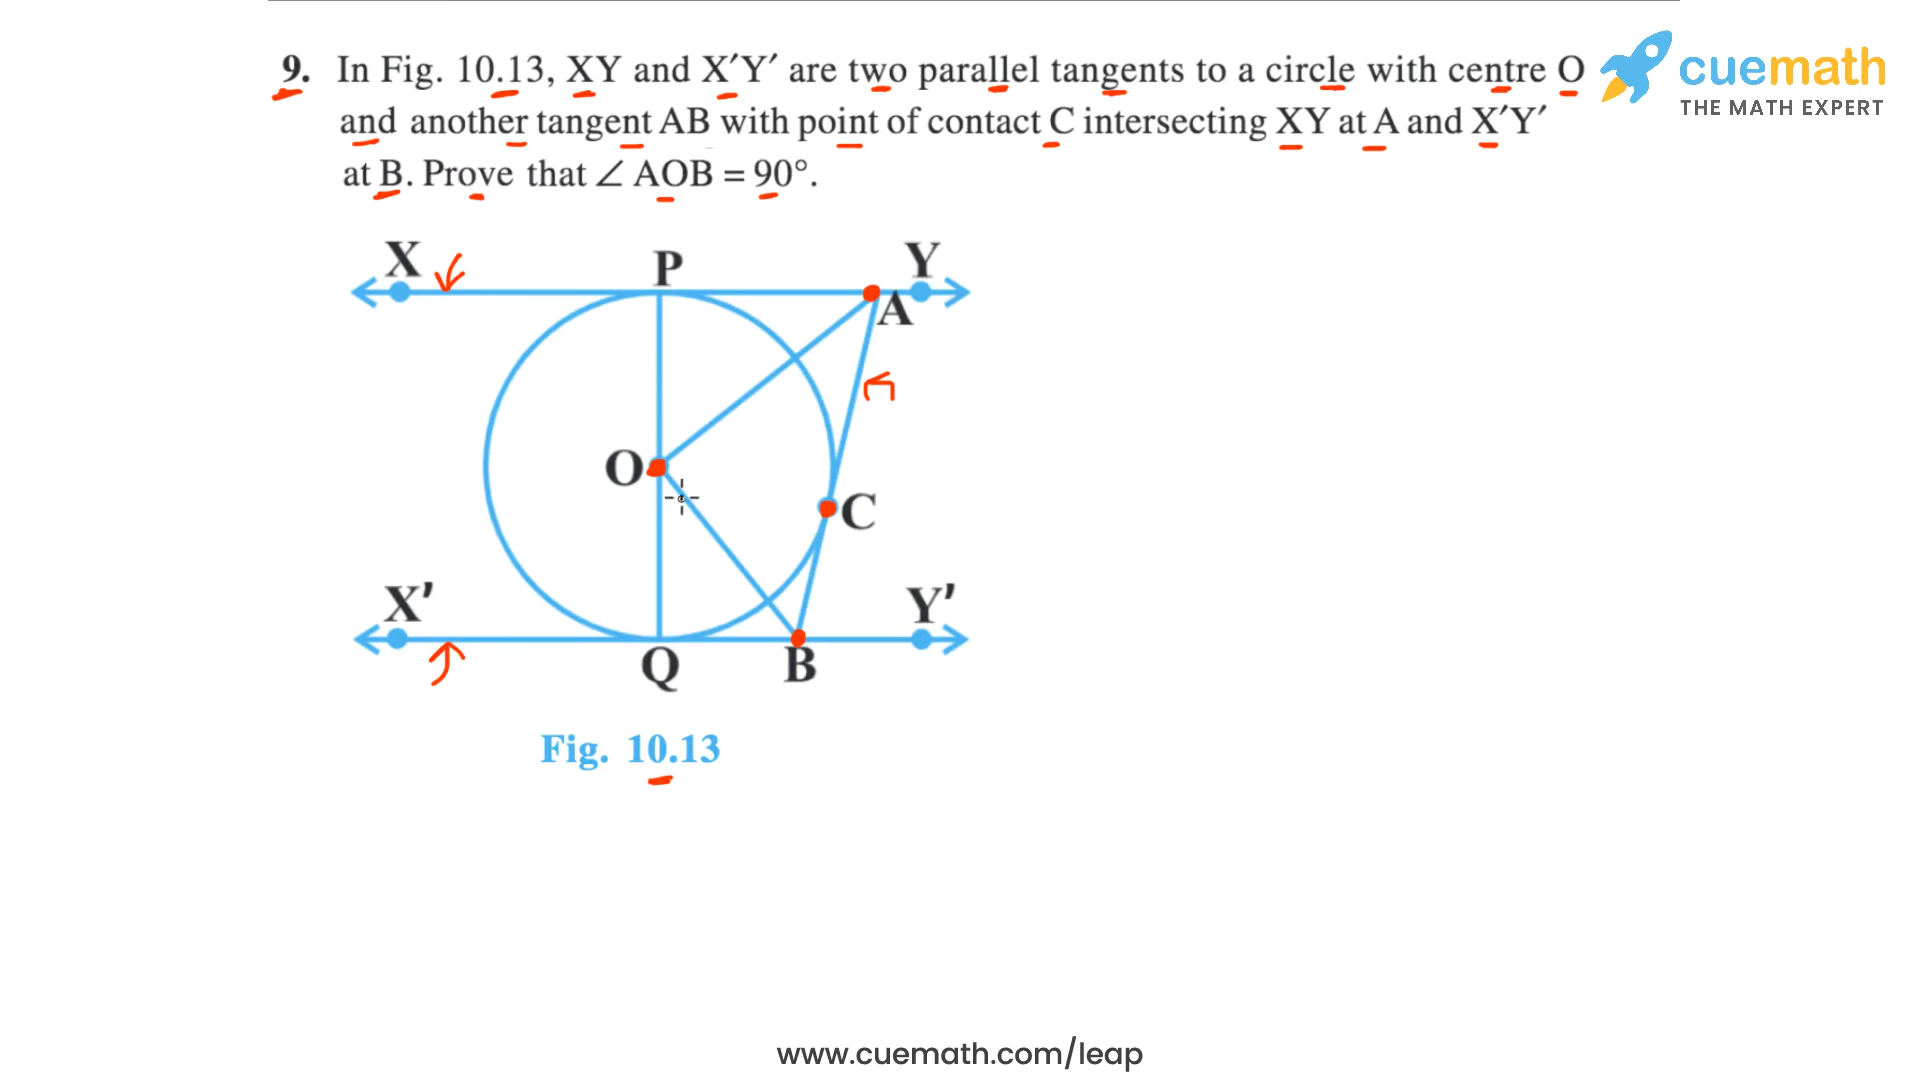 9. In Fig. 10.13, XY and X′Y′ are two parallel tangents to a circle with centre O
and another tangent AB with point of contact C intersecting XY at A and X′Y′
at B. Prove that ∠ AOB = 90°.
cuemath
THE MATH EXPERT
X P Y
A
O
C
X' Y'
Q B
Fig. 10.13
www.cuemath.com/leap